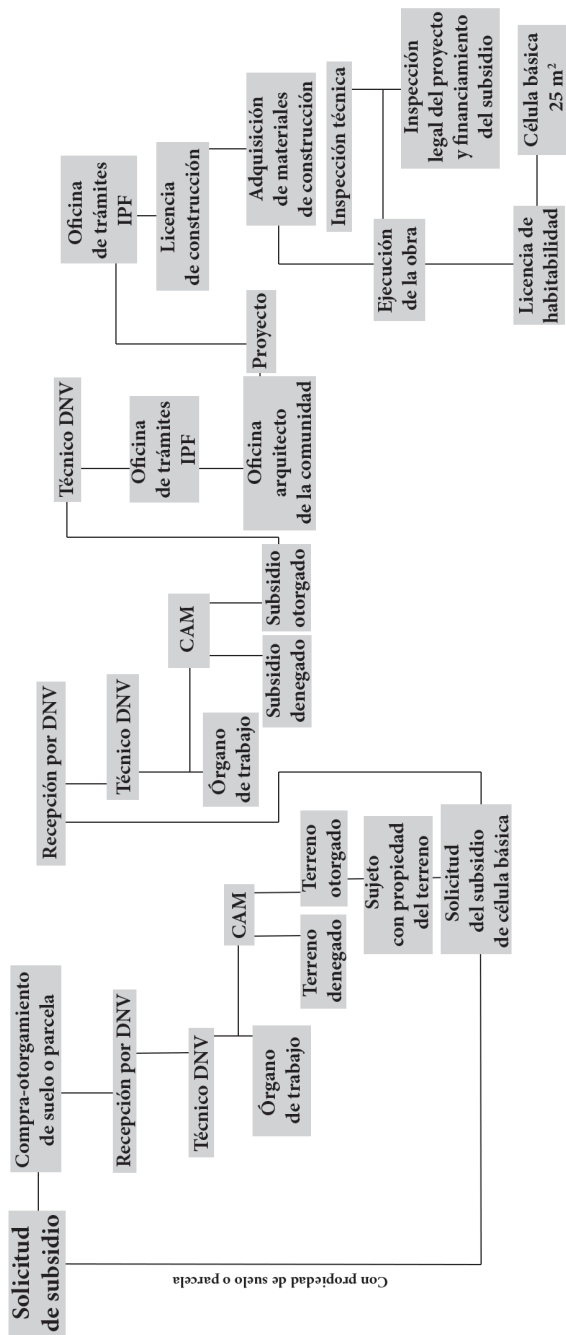 Solicitud
de subsidio
Compra-otorgamiento
de suelo o parcela
Recepción por DNV
Técnico DNV
Órgano
de trabajo
CAM
Terreno
denegado
Terreno
otorgado
Sujeto
con propiedad
del terreno
Solicitud
del subsidio
de célula básica
Con propiedad de suelo o parcela
Recepción por DNV
Técnico DNV
Órgano
de trabajo
CAM
Subsidio
denegado
Subsidio
otorgado
Técnico DNV
Oficina
de trámites
IPF
Oficina
arquitecto
de la comunidad
Proyecto
Oficina
de trámites
IPF
Licencia
de construcción
Adquisición
de materiales
de construcción
Inspección técnica
Ejecución
de la obra
Inspección
legal del proyecto
y financiamiento
del subsidio
Licencia de
habitabilidad
Célula básica
25 m²